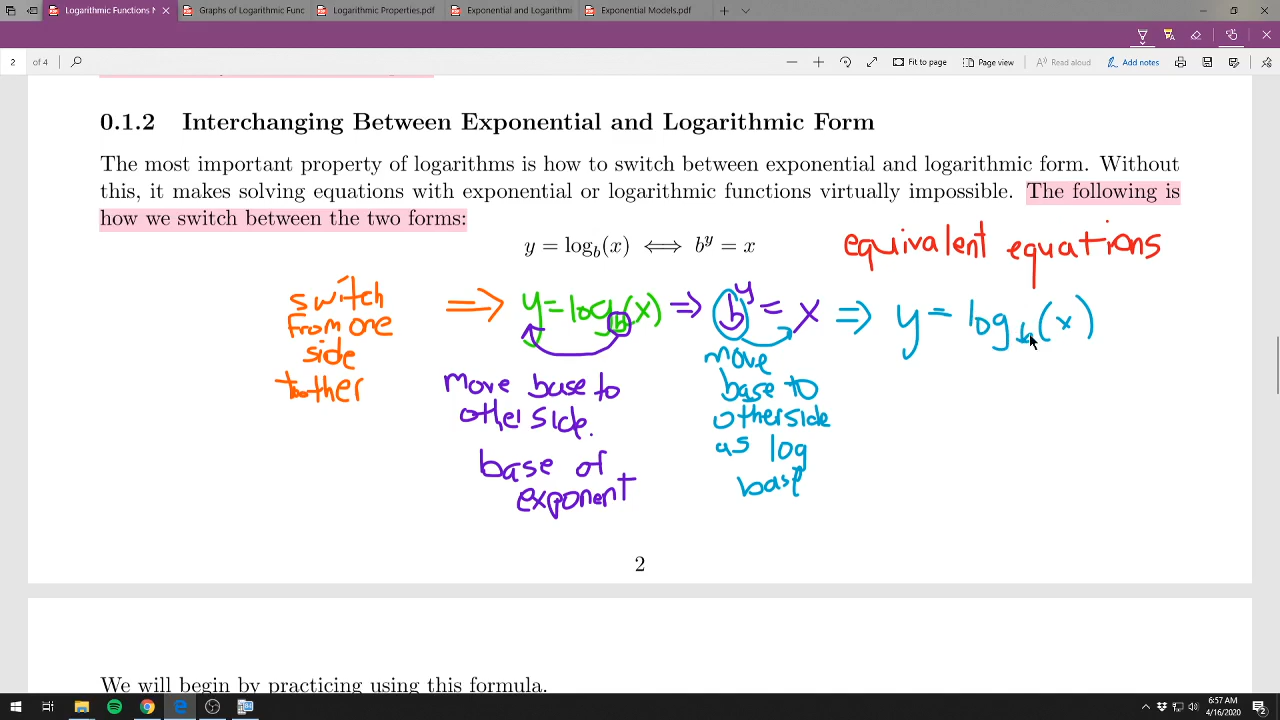 Logarithmic Functions N
Graphs of Logarithmic Func
Logarithmic Properties.pdf
Exponential and Logarithmi
Exponential Models.pdf
2 of 4
Fit to page
Page view
Read aloud
Add notes
0.1.2 Interchanging Between Exponential and Logarithmic Form
The most important property of logarithms is how to switch between exponential and logarithmic form. Without
this, it makes solving equations with exponential or logarithmic functions virtually impossible. The following is
how we switch between the two forms:
y = log_b(x) ⟺ b^y = x
equivalent equations
switch
from one
side
to other
⇒ y = log_b(x) ⇒ b^y = x ⇒ y = log_b(x)
move base to
other side.
base of
exponent
move
base to
other side
as log
base
2
We will begin by practicing using this formula.
6:57 AM
4/16/2020